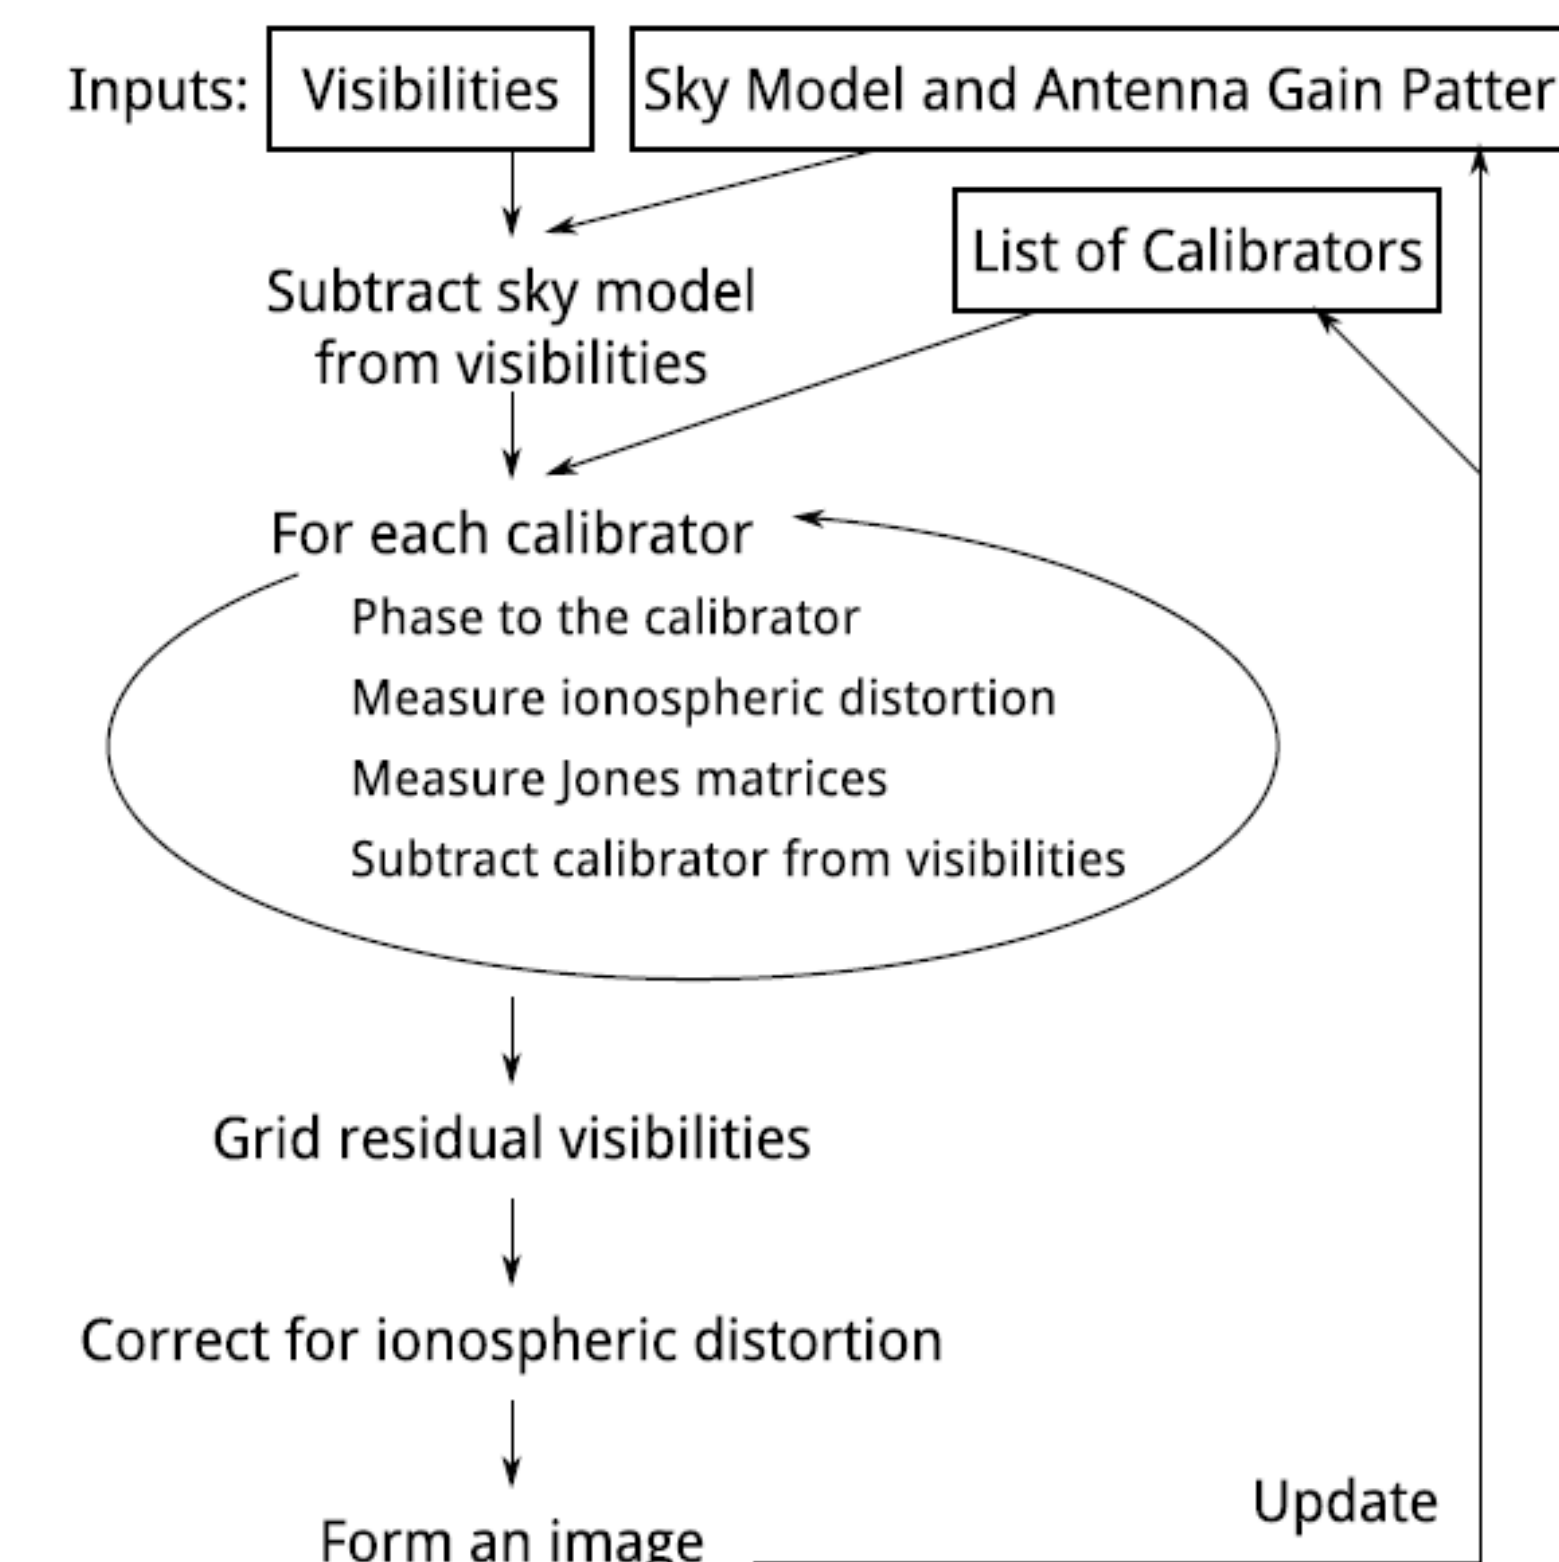 Inputs: Visibilities Sky Model and Antenna Gain Patter
List of Calibrators
Subtract sky model
from visibilities
For each calibrator
Phase to the calibrator
Measure ionospheric distortion
Measure Jones matrices
Subtract calibrator from visibilities
Grid residual visibilities
Correct for ionospheric distortion
Update
Form an image